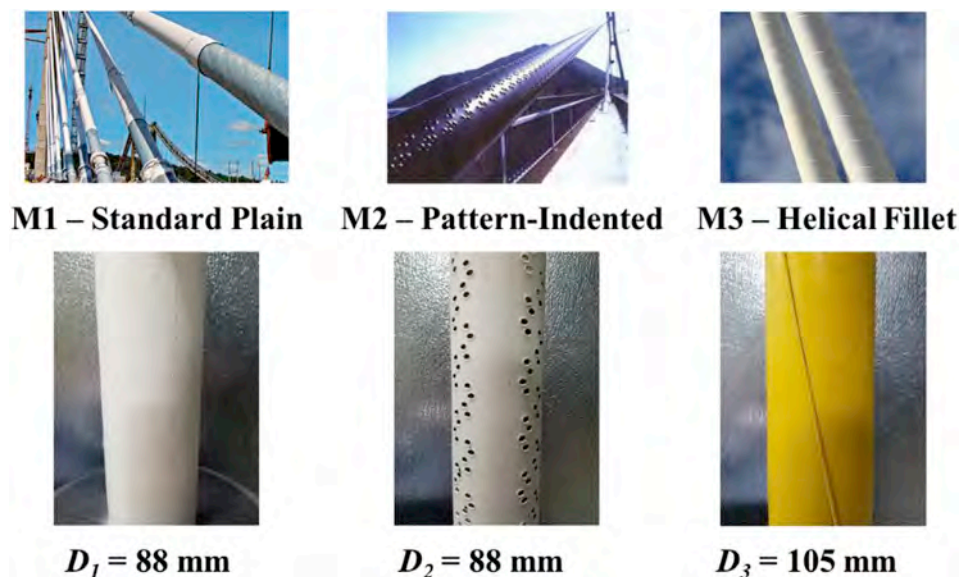 M1 – Standard Plain
M2 – Pattern-Indented
M3 – Helical Fillet
D1 = 88 mm
D2 = 88 mm
D3 = 105 mm